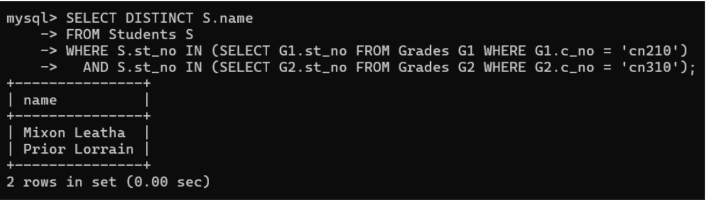 mysql> SELECT DISTINCT S.name
    -> FROM Students S
    -> WHERE S.st_no IN (SELECT G1.st_no FROM Grades G1 WHERE G1.c_no = 'cn210')
    ->   AND S.st_no IN (SELECT G2.st_no FROM Grades G2 WHERE G2.c_no = 'cn310');
+---------------+
| name          |
+---------------+
| Mixon Leatha  |
| Prior Lorrain |
+---------------+
2 rows in set (0.00 sec)